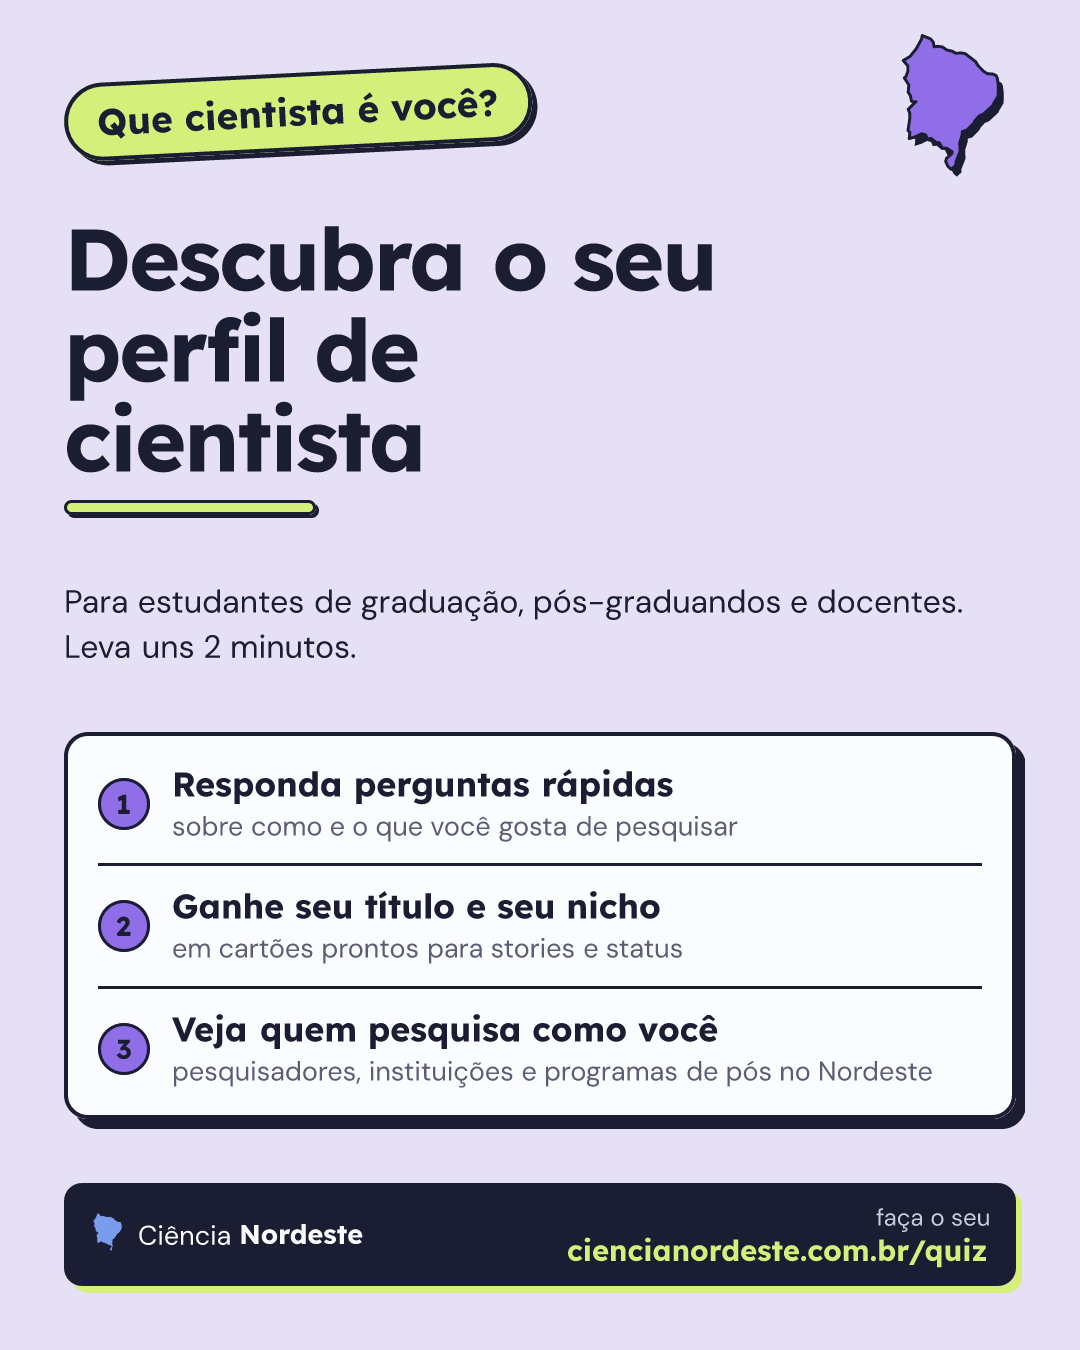 Que cientista é você?
Descubra o seu
perfil de
cientista
Para estudantes de graduação, pós-graduandos e docentes.
Leva uns 2 minutos.
1
Responda perguntas rápidas
sobre como e o que você gosta de pesquisar
2
Ganhe seu título e seu nicho
em cartões prontos para stories e status
3
Veja quem pesquisa como você
pesquisadores, instituições e programas de pós no Nordeste
Ciência Nordeste
faça o seu
ciencianordeste.com.br/quiz